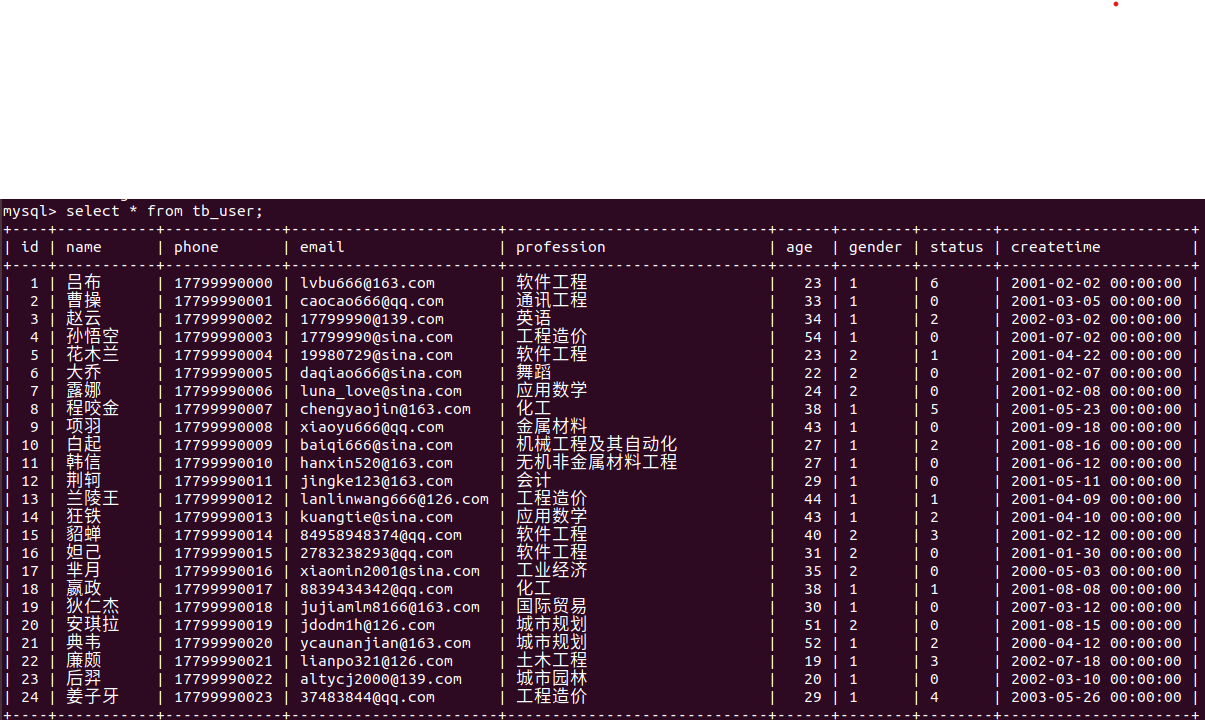 mysql> select * from tb_user;
+----+-----------+-------------+-----------------------+-----------------------------+------+--------+--------+---------------------+
| id | name | phone | email | profession | age | gender | status | createtime |
+----+-----------+-------------+-----------------------+-----------------------------+------+--------+--------+---------------------+
| 1 | 吕布 | 17799990000 | lvbu666@163.com | 软件工程 | 23 | 1 | 6 | 2001-02-02 00:00:00 |
| 2 | 曹操 | 17799990001 | caocao666@qq.com | 通讯工程 | 33 | 1 | 0 | 2001-03-05 00:00:00 |
| 3 | 赵云 | 17799990002 | 17799990@139.com | 英语 | 34 | 1 | 2 | 2002-03-02 00:00:00 |
| 4 | 孙悟空 | 17799990003 | 17799990@sina.com | 工程造价 | 54 | 1 | 0 | 2001-07-02 00:00:00 |
| 5 | 花木兰 | 17799990004 | 19980729@sina.com | 软件工程 | 23 | 2 | 1 | 2001-04-22 00:00:00 |
| 6 | 大乔 | 17799990005 | daqiao666@sina.com | 舞蹈 | 22 | 2 | 0 | 2001-02-07 00:00:00 |
| 7 | 露娜 | 17799990006 | luna_love@sina.com | 应用数学 | 24 | 2 | 0 | 2001-02-08 00:00:00 |
| 8 | 程咬金 | 17799990007 | chengyaojin@163.com | 化工 | 38 | 1 | 5 | 2001-05-23 00:00:00 |
| 9 | 项羽 | 17799990008 | xiaoyu666@qq.com | 金属材料 | 43 | 1 | 0 | 2001-09-18 00:00:00 |
| 10 | 白起 | 17799990009 | baiqi666@sina.com | 机械工程及其自动化 | 27 | 1 | 2 | 2001-08-16 00:00:00 |
| 11 | 韩信 | 17799990010 | hanxin520@163.com | 无机非金属材料工程 | 27 | 1 | 0 | 2001-06-12 00:00:00 |
| 12 | 荆轲 | 17799990011 | jingke123@163.com | 会计 | 29 | 1 | 0 | 2001-05-11 00:00:00 |
| 13 | 兰陵王 | 17799990012 | lanlinwang666@126.com | 工程造价 | 44 | 1 | 1 | 2001-04-09 00:00:00 |
| 14 | 狂铁 | 17799990013 | kuangtie@sina.com | 应用数学 | 43 | 1 | 2 | 2001-04-10 00:00:00 |
| 15 | 貂蝉 | 17799990014 | 84958948374@qq.com | 软件工程 | 40 | 2 | 3 | 2001-02-12 00:00:00 |
| 16 | 妲己 | 17799990015 | 2783238293@qq.com | 软件工程 | 31 | 2 | 0 | 2001-01-30 00:00:00 |
| 17 | 芈月 | 17799990016 | xiaomin2001@sina.com | 工业经济 | 35 | 2 | 0 | 2000-05-03 00:00:00 |
| 18 | 嬴政 | 17799990017 | 8839434342@qq.com | 化工 | 38 | 1 | 1 | 2001-08-08 00:00:00 |
| 19 | 狄仁杰 | 17799990018 | jujiamlm8166@163.com | 国际贸易 | 30 | 1 | 0 | 2007-03-12 00:00:00 |
| 20 | 安琪拉 | 17799990019 | jdodm1h@126.com | 城市规划 | 51 | 2 | 0 | 2001-08-15 00:00:00 |
| 21 | 典韦 | 17799990020 | ycaunanjian@163.com | 城市规划 | 52 | 1 | 2 | 2000-04-12 00:00:00 |
| 22 | 廉颇 | 17799990021 | lianpo321@126.com | 土木工程 | 19 | 1 | 3 | 2002-07-18 00:00:00 |
| 23 | 后羿 | 17799990022 | altycj2000@139.com | 城市园林 | 20 | 1 | 0 | 2002-03-10 00:00:00 |
| 24 | 姜子牙 | 17799990023 | 37483844@qq.com | 工程造价 | 29 | 1 | 4 | 2003-05-26 00:00:00 |
+----+-----------+-------------+-----------------------+-----------------------------+------+--------+--------+---------------------+